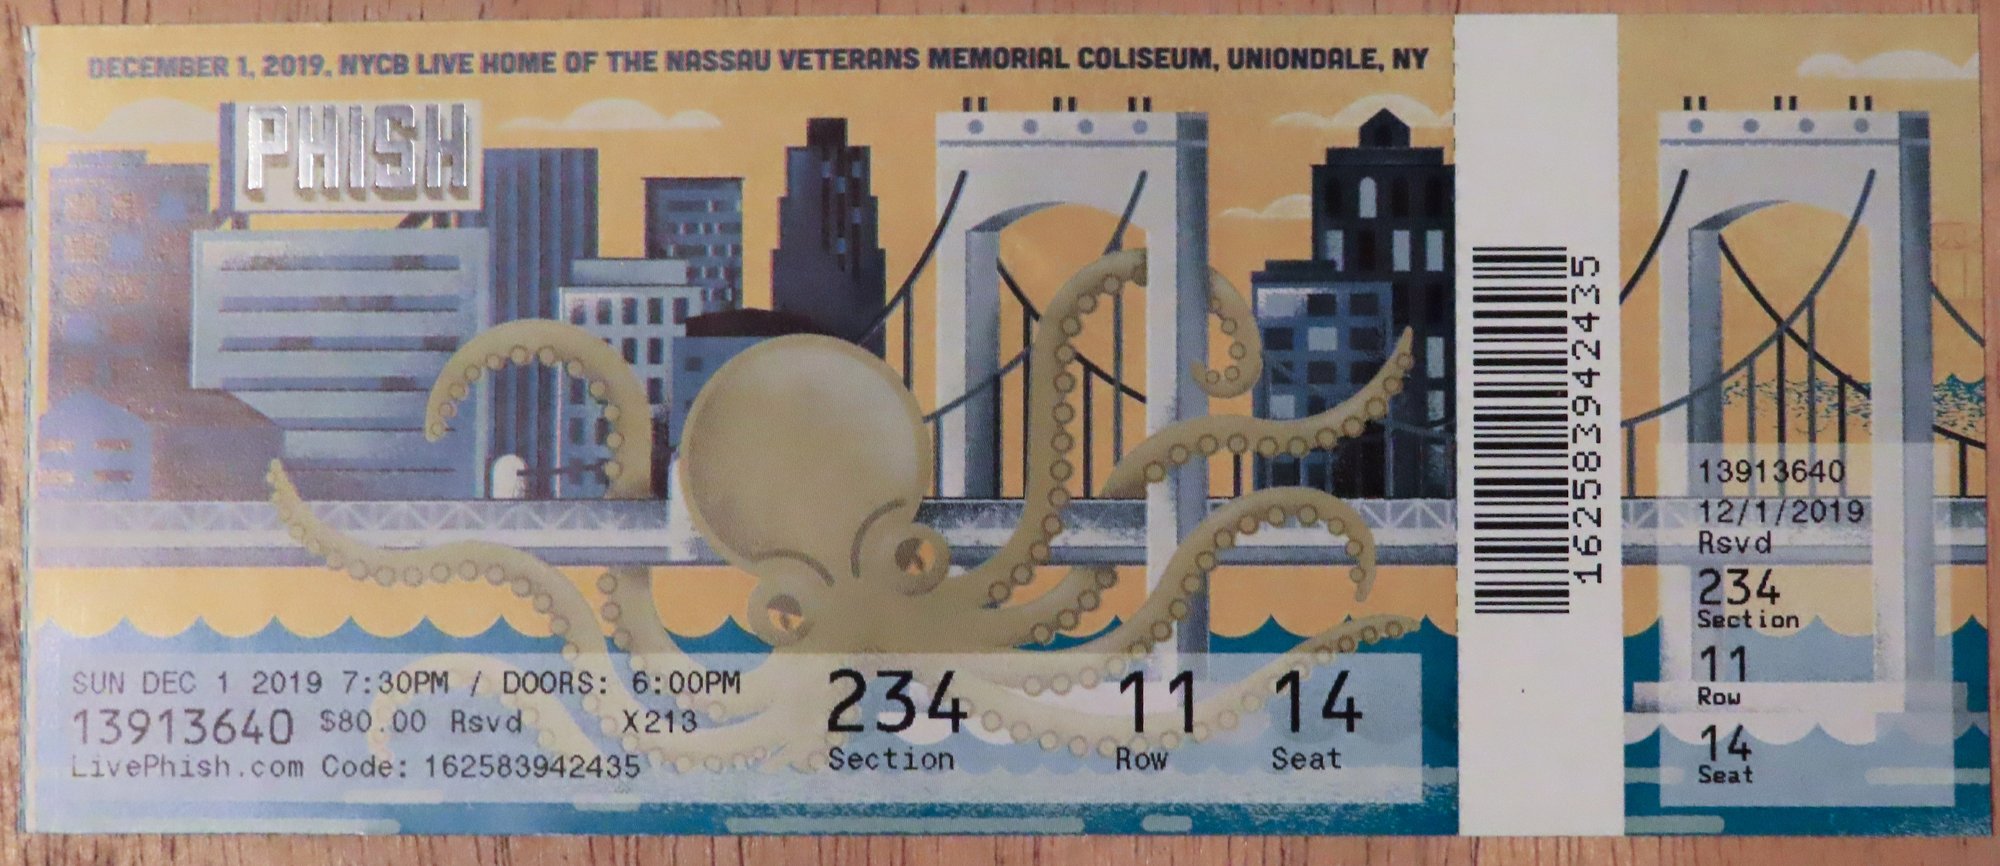 DECEMBER 1, 2019, NYCB LIVE HOME OF THE NASSAU VETERANS MEMORIAL COLISEUM, UNIONDALE, NY
PHISH
SUN DEC 1 2019 7:30PM / DOORS: 6:00PM
13913640 $80.00 Rsvd X213
LivePhish.com Code: 162583942435
234
Section
11
Row
14
Seat
162583942435
13913640
12/1/2019
Rsvd
234
Section
11
Row
14
Seat